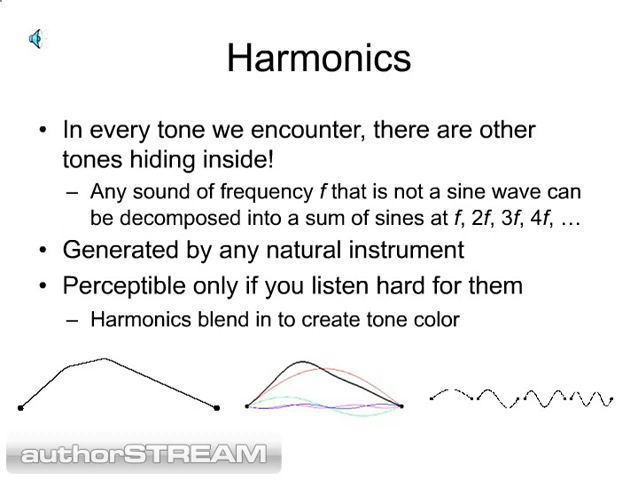 Harmonics
• In every tone we encounter, there are other
tones hiding inside!
– Any sound of frequency f that is not a sine wave can
be decomposed into a sum of sines at f, 2f, 3f, 4f, …
• Generated by any natural instrument
• Perceptible only if you listen hard for them
– Harmonics blend in to create tone color
authorSTREAM